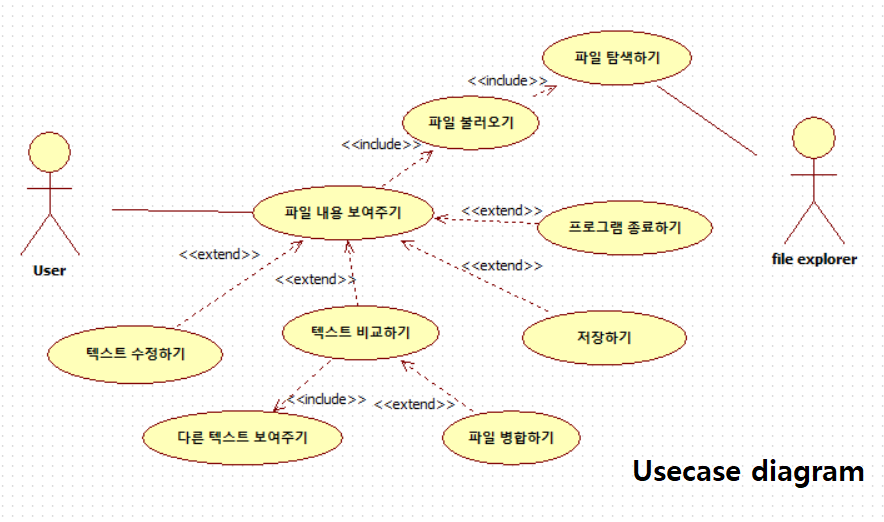 파일 탐색하기
<<include>>
파일 불러오기
<<include>>
파일 내용 보여주기
<<extend>>
프로그램 종료하기
User
file explorer
<<extend>>
<<extend>>
<<extend>>
텍스트 수정하기
텍스트 비교하기
저장하기
<<include>>
<<extend>>
다른 텍스트 보여주기
파일 병합하기
Usecase diagram